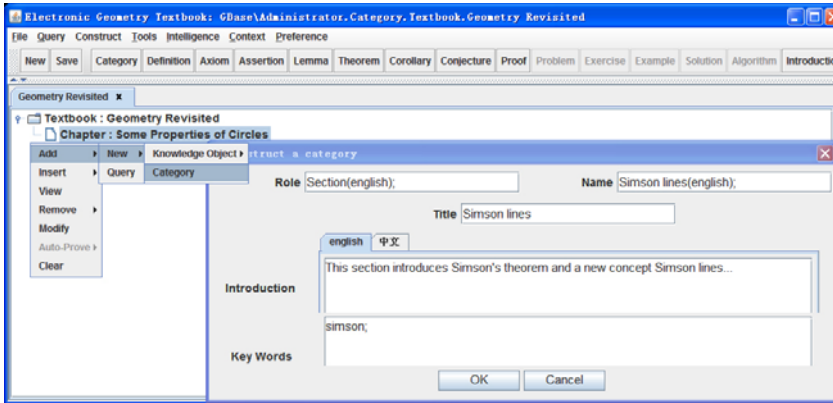 Electronic Geometry Textbook: GBase\Administrator.Category.Textbook.Geometry Revisited
File Query Construct Tools Intelligence Context Preference
New Save Category Definition Axiom Assertion Lemma Theorem Corollary Conjecture Proof Problem Exercise Example Solution Algorithm Introductio
Geometry Revisited x
Textbook : Geometry Revisited
Chapter : Some Properties of Circles
Add New Knowledge Object rtruct a category
Insert Query Category
Role Section(english); Name Simson lines(english);
View
Remove
Title Simson lines
Modify
Auto-Prove
english 中文
Clear
This section introduces Simson's theorem and a new concept Simson lines...
Introduction
simson;
Key Words
OK Cancel